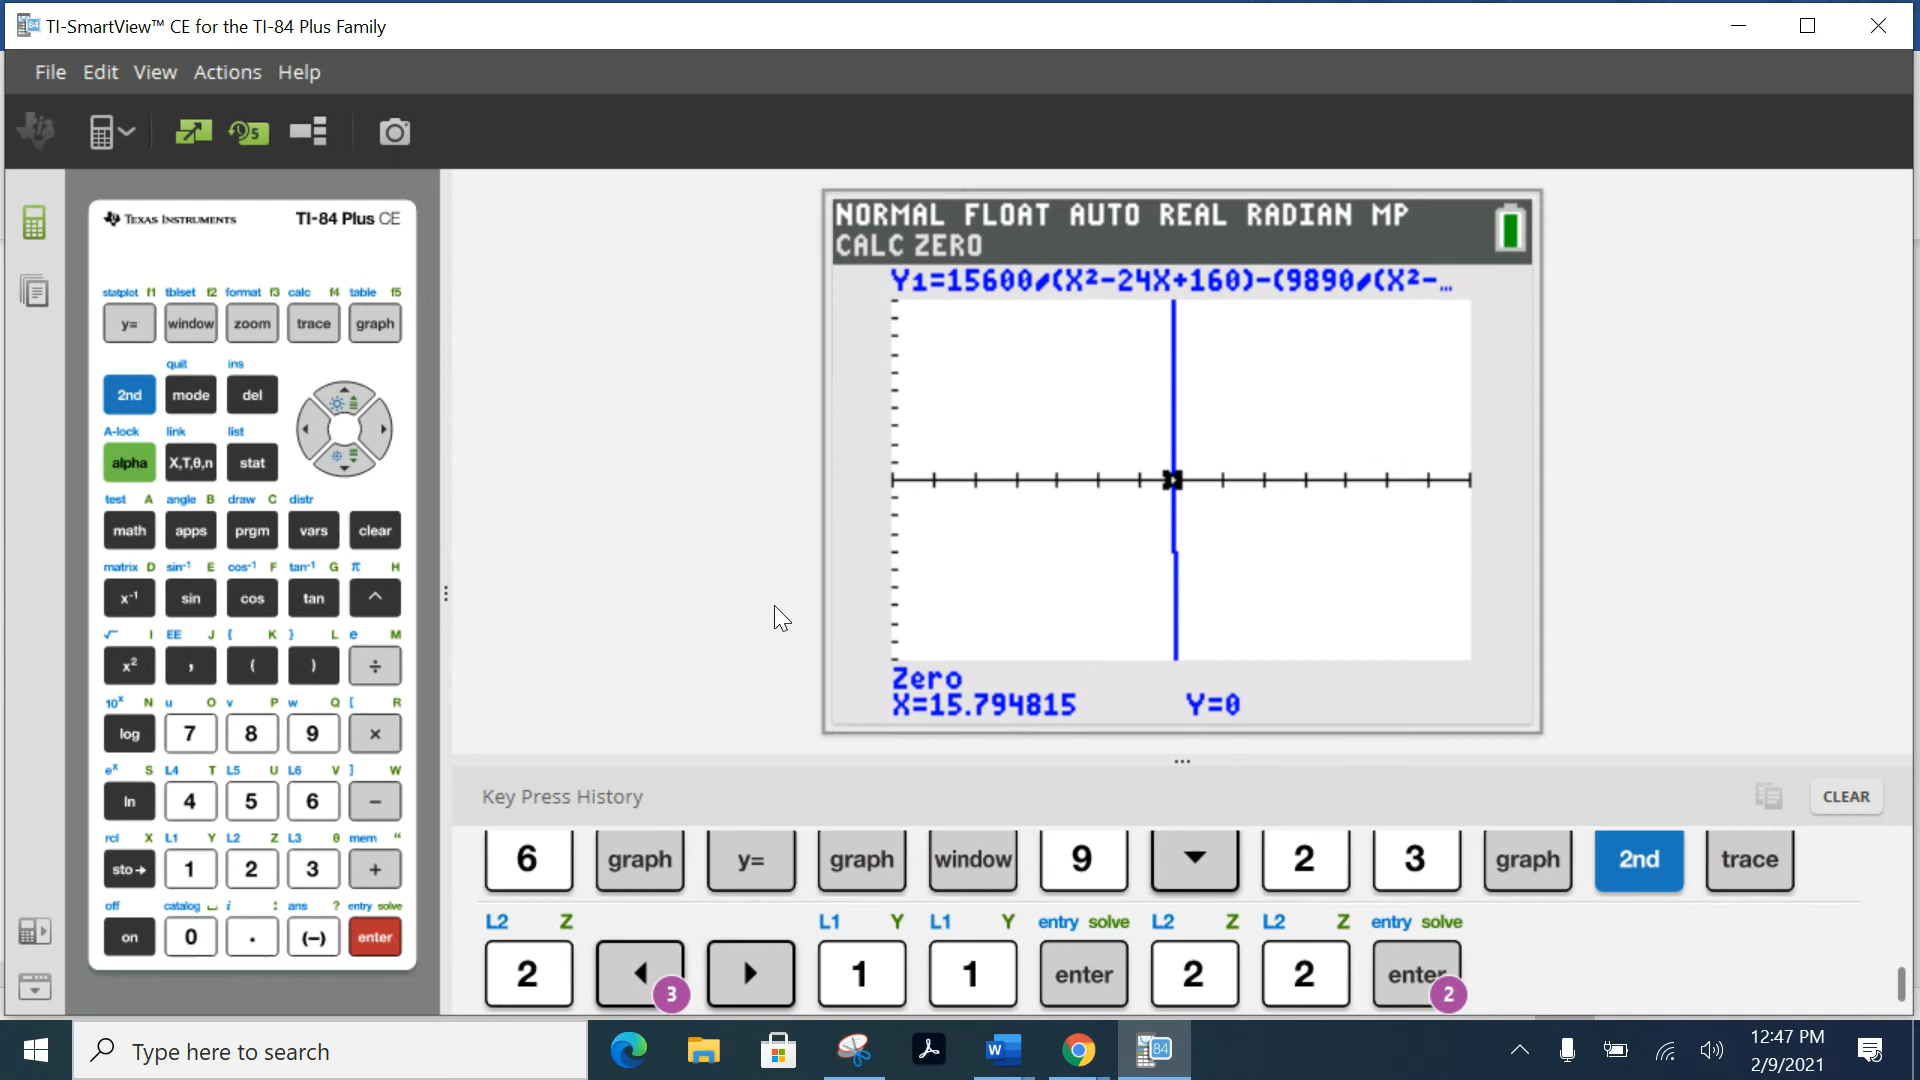 TI-SmartView™ CE for the TI-84 Plus Family
File Edit View Actions Help
TEXAS INSTRUMENTS TI-84 Plus CE
statplot f1 tblset f2 format f3 calc f4 table f5
y= window zoom trace graph
quit ins
2nd mode del
A-lock link list
alpha X,T,θ,n stat
test A angle B draw C distr
math apps prgm vars clear
matrix D sin⁻¹ E cos⁻¹ F tan⁻¹ G π H
x⁻¹ sin cos tan ^
√ I EE J { K } L e M
x² , ( ) ÷
10ˣ N u O v P w Q [ R
log 7 8 9 ×
eˣ S L4 T L5 U L6 V ] W
ln 4 5 6 −
rcl X L1 Y L2 Z L3 θ mem "
sto→ 1 2 3 +
off catalog ⎵ i : ans ? entry solve
on 0 . (−) enter
NORMAL FLOAT AUTO REAL RADIAN MP
CALC ZERO
Y₁=15600/(X²-24X+160)-(9890/(X²-…
Zero
X=15.794815 Y=0
Key Press History
CLEAR
6 graph y= graph window 9 2 3 graph 2nd trace
L2 Z L1 Y L1 Y entry solve L2 Z L2 Z entry solve
2 3 1 1 enter 2 2 enter 2
Type here to search
84
12:47 PM
2/9/2021